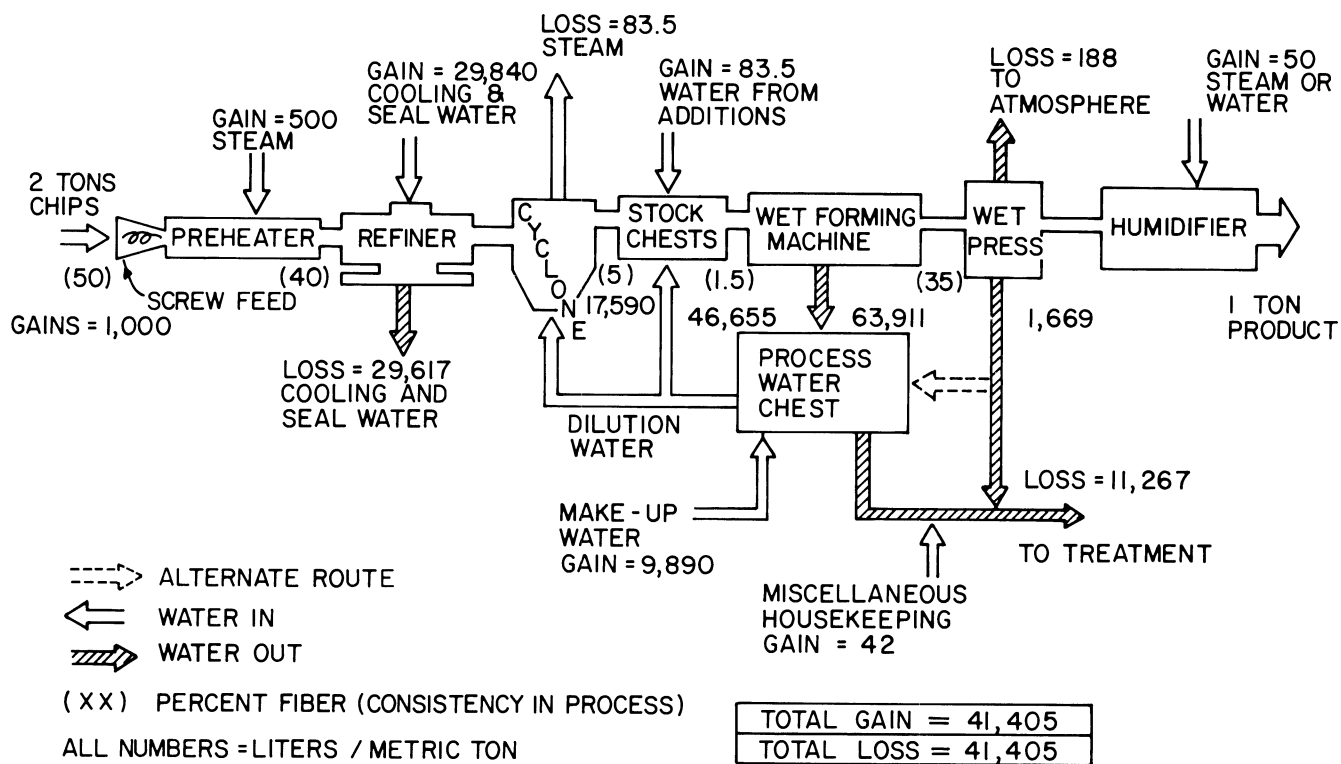 LOSS = 83.5
STEAM
LOSS = 188
TO
ATMOSPHERE
GAIN = 50
STEAM OR
WATER
GAIN = 29,840
COOLING &
SEAL WATER
GAIN = 83.5
WATER FROM
ADDITIONS
GAIN = 500
STEAM
2 TONS
CHIPS
PREHEATER
REFINER
CYCLONE
STOCK
CHESTS
WET FORMING
MACHINE
WET
PRESS
HUMIDIFIER
(50)
(40)
(5)
(1.5)
(35)
SCREW FEED
GAINS = 1,000
17,590
46,655
63,911
1,669
1 TON
PRODUCT
LOSS = 29,617
COOLING AND
SEAL WATER
PROCESS
WATER
CHEST
DILUTION
WATER
LOSS = 11,267
MAKE-UP
WATER
GAIN = 9,890
TO TREATMENT
MISCELLANEOUS
HOUSEKEEPING
GAIN = 42
ALTERNATE ROUTE
WATER IN
WATER OUT
(XX) PERCENT FIBER (CONSISTENCY IN PROCESS)
ALL NUMBERS = LITERS / METRIC TON
TOTAL GAIN = 41,405
TOTAL LOSS = 41,405